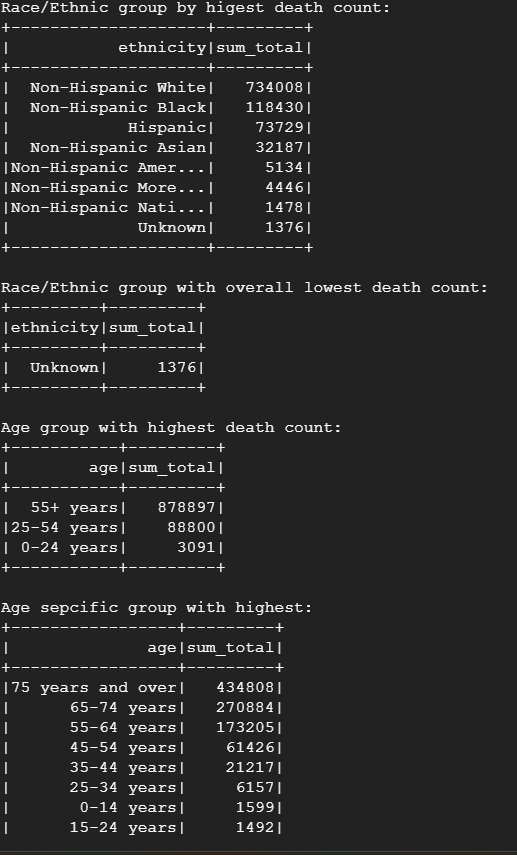 Race/Ethnic group by higest death count:
+--------------------+---------+
|           ethnicity|sum_total|
+--------------------+---------+
|  Non-Hispanic White|   734008|
|  Non-Hispanic Black|   118430|
|            Hispanic|    73729|
|  Non-Hispanic Asian|    32187|
|Non-Hispanic Amer...|     5134|
|Non-Hispanic More...|     4446|
|Non-Hispanic Nati...|     1478|
|             Unknown|     1376|
+--------------------+---------+
Race/Ethnic group with overall lowest death count:
+---------+---------+
|ethnicity|sum_total|
+---------+---------+
|  Unknown|     1376|
+---------+---------+
Age group with highest death count:
+-----------+---------+
|        age|sum_total|
+-----------+---------+
|  55+ years|   878897|
|25-54 years|    88800|
| 0-24 years|     3091|
+-----------+---------+
Age sepcific group with highest:
+-----------------+---------+
|              age|sum_total|
+-----------------+---------+
|75 years and over|   434808|
|      65-74 years|   270884|
|      55-64 years|   173205|
|      45-54 years|    61426|
|      35-44 years|    21217|
|      25-34 years|     6157|
|       0-14 years|     1599|
|      15-24 years|     1492|